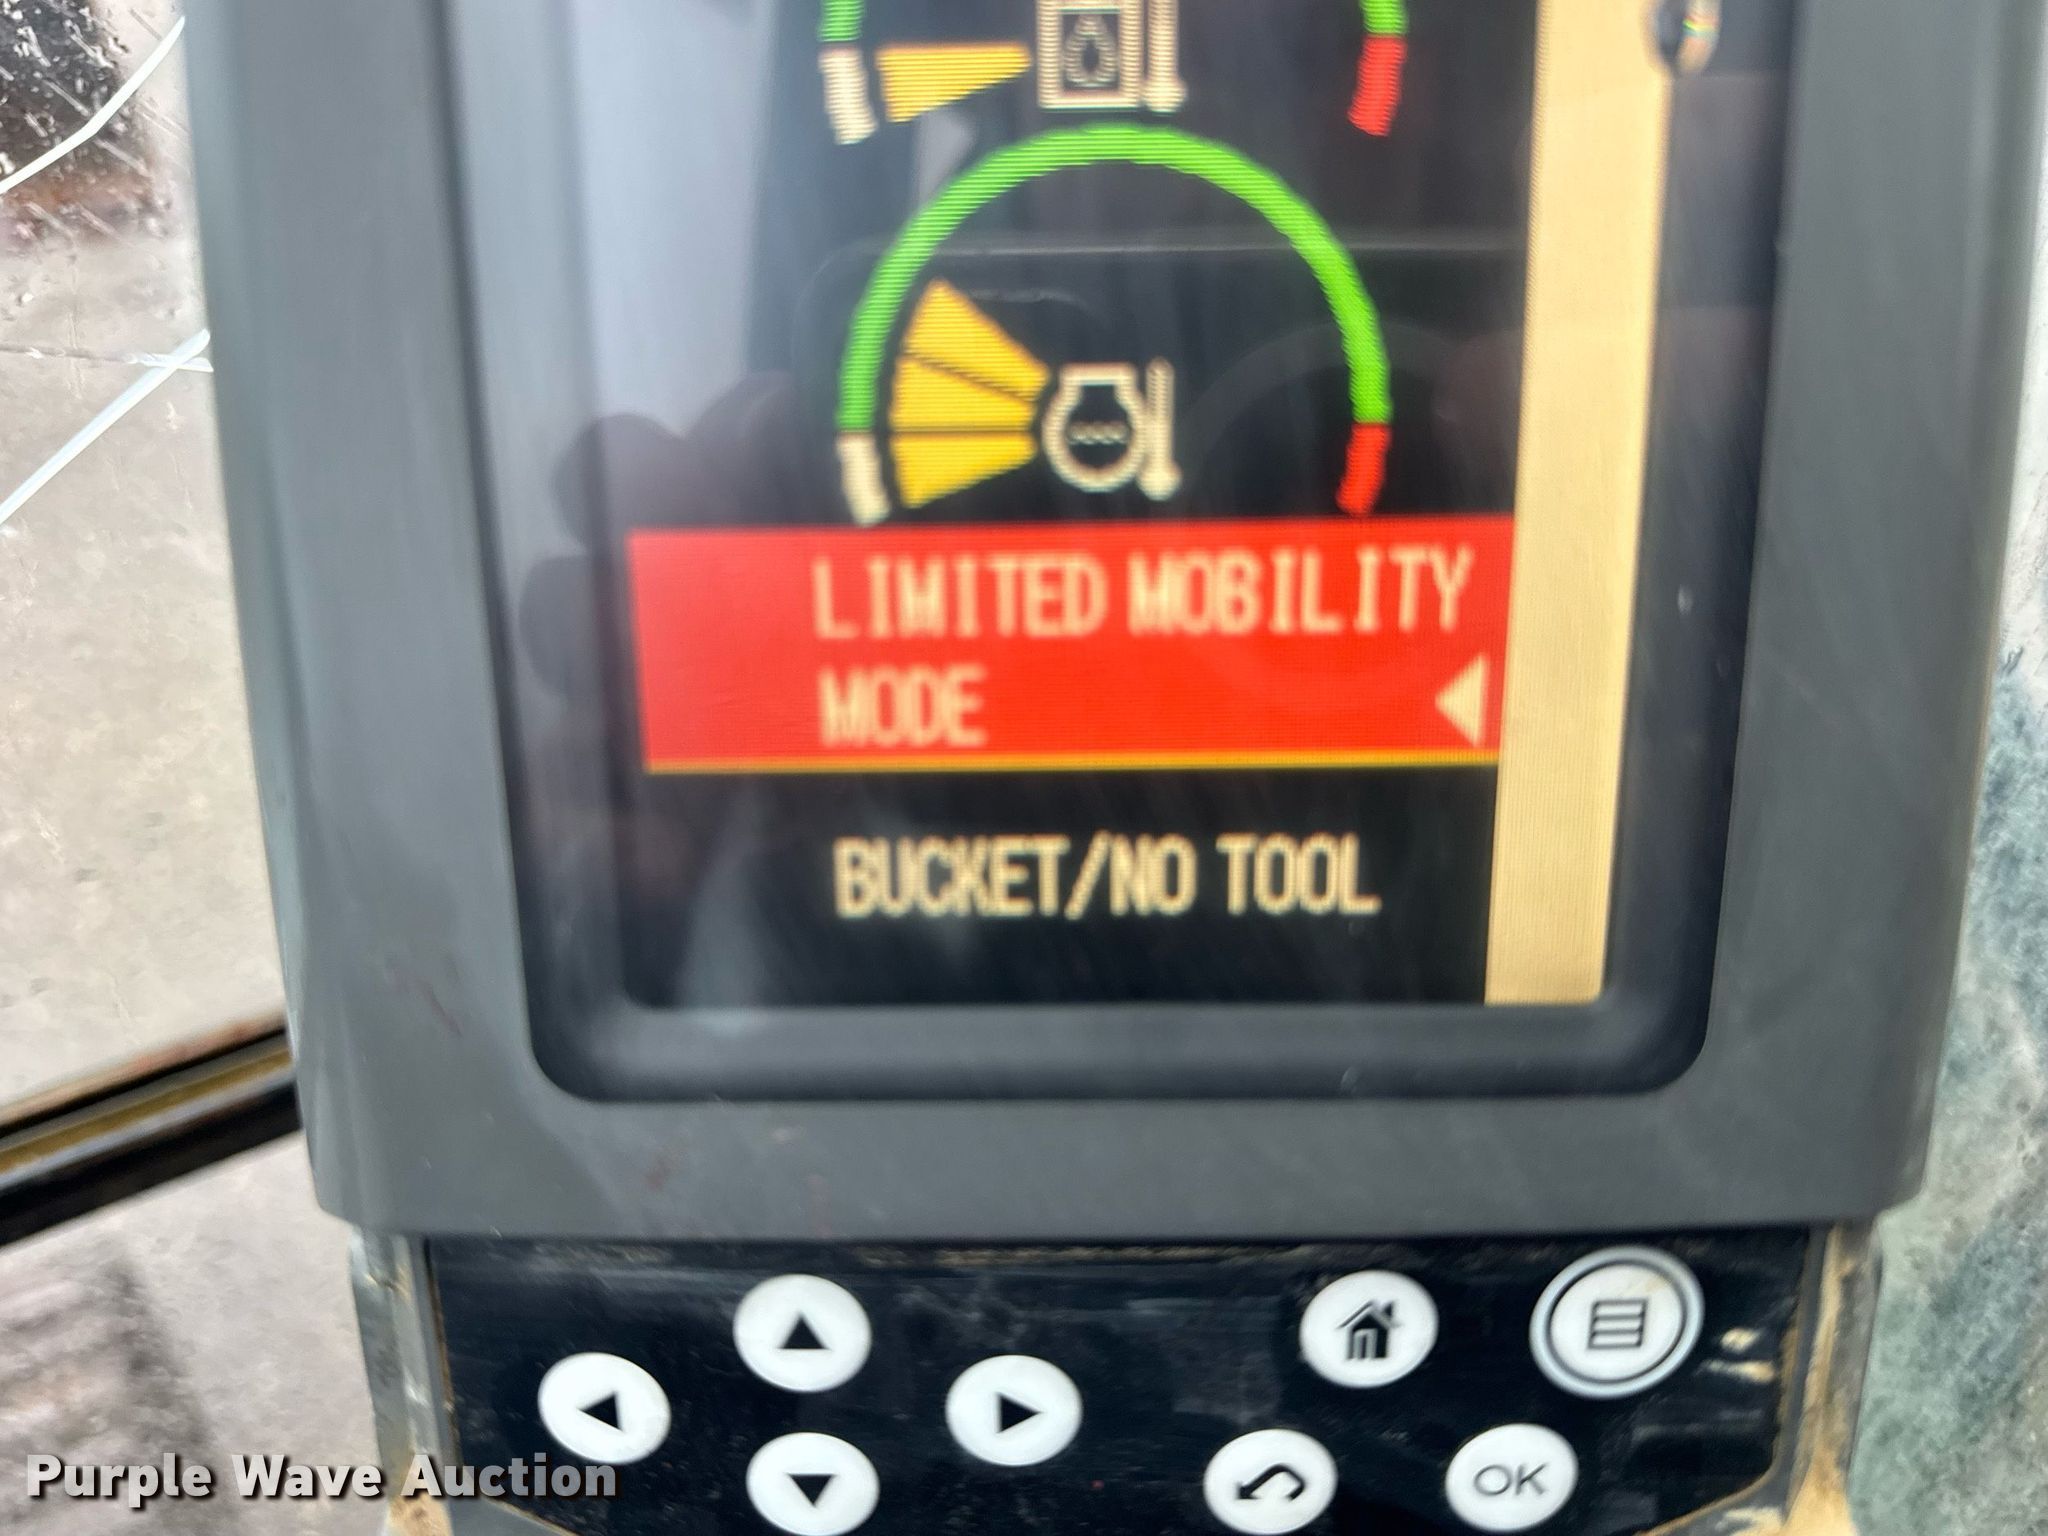 LIMITED MOBILITY
MODE
BUCKET/NO TOOL
OK
Purple Wave Auction